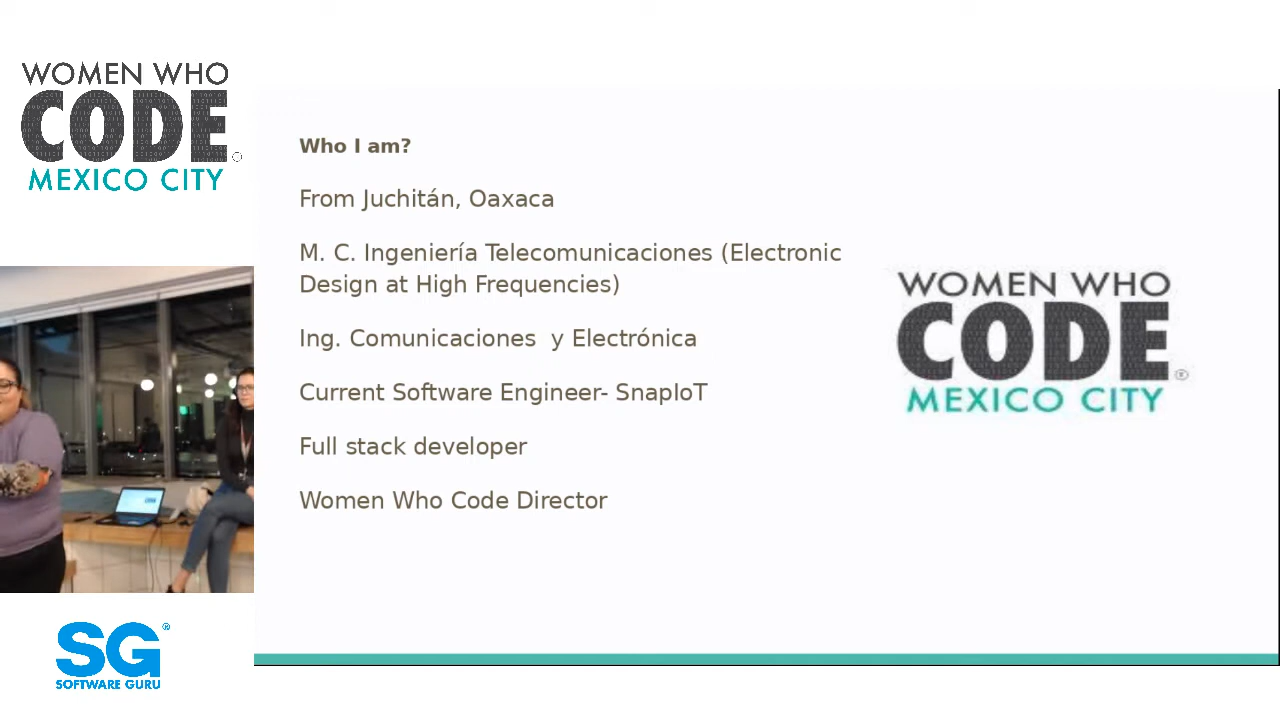 WOMEN WHO
CODE
MEXICO CITY
Who I am?
From Juchitán, Oaxaca
M. C. Ingeniería Telecomunicaciones (Electronic
Design at High Frequencies)
Ing. Comunicaciones  y Electrónica
Current Software Engineer- SnapIoT
Full stack developer
Women Who Code Director
WOMEN WHO
CODE
®
MEXICO CITY
SG®
SOFTWARE GURU